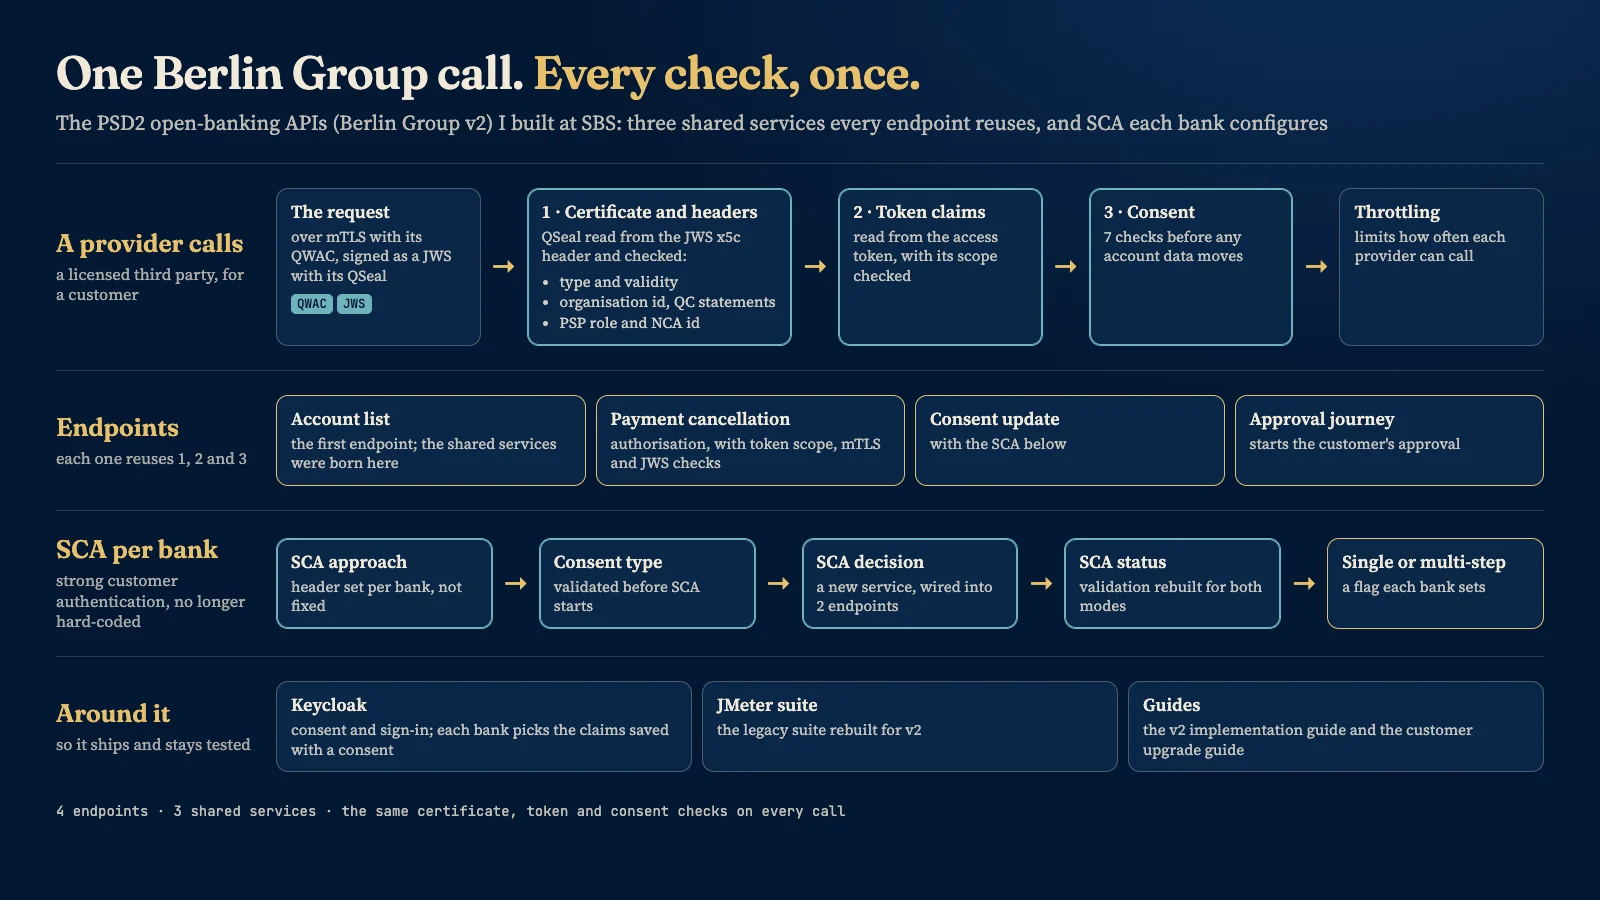 One Berlin Group call. Every check, once.
The PSD2 open-banking APIs (Berlin Group v2) I built at SBS: three shared services every endpoint reuses, and SCA each bank configures
A provider calls
a licensed third party, for
a customer
The request
over mTLS with its
QWAC, signed as a JWS
with its QSeal
QWAC JWS
→
1 · Certificate and headers
QSeal read from the JWS x5c
header and checked:
• type and validity
• organisation id, QC statements
• PSP role and NCA id
→
2 · Token claims
read from the access
token, with its scope
checked
→
3 · Consent
7 checks before any
account data moves
→
Throttling
limits how often each
provider can call
Endpoints
each one reuses 1, 2 and 3
Account list
the first endpoint; the shared services
were born here
Payment cancellation
authorisation, with token scope, mTLS
and JWS checks
Consent update
with the SCA below
Approval journey
starts the customer's approval
SCA per bank
strong customer
authentication, no longer
hard-coded
SCA approach
header set per bank, not
fixed
→
Consent type
validated before SCA
starts
→
SCA decision
a new service, wired into
2 endpoints
→
SCA status
validation rebuilt for both
modes
→
Single or multi-step
a flag each bank sets
Around it
so it ships and stays tested
Keycloak
consent and sign-in; each bank picks the claims saved
with a consent
JMeter suite
the legacy suite rebuilt for v2
Guides
the v2 implementation guide and the customer
upgrade guide
4 endpoints · 3 shared services · the same certificate, token and consent checks on every call